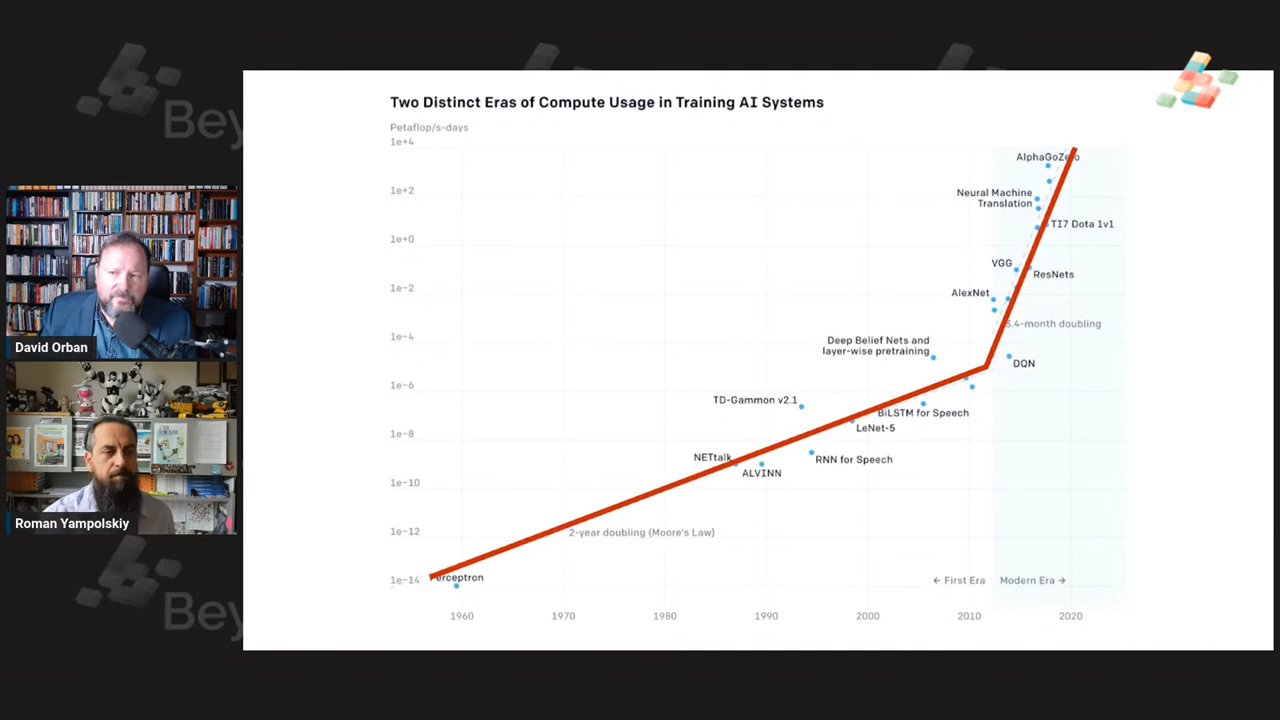 Two Distinct Eras of Compute Usage in Training AI Systems
Petaflop/s-days
1e+4
1e+2
1e+0
1e-2
1e-4
1e-6
1e-8
1e-10
1e-12
1e-14
AlphaGoZero
Neural Machine
Translation
TI7 Dota 1v1
VGG
ResNets
AlexNet
3.4-month doubling
Deep Belief Nets and
layer-wise pretraining
DQN
TD-Gammon v2.1
BiLSTM for Speech
LeNet-5
NETtalk
RNN for Speech
ALVINN
2-year doubling (Moore's Law)
Perceptron
← First Era
Modern Era →
1960
1970
1980
1990
2000
2010
2020
David Orban
Roman Yampolskiy
Bey
Bey